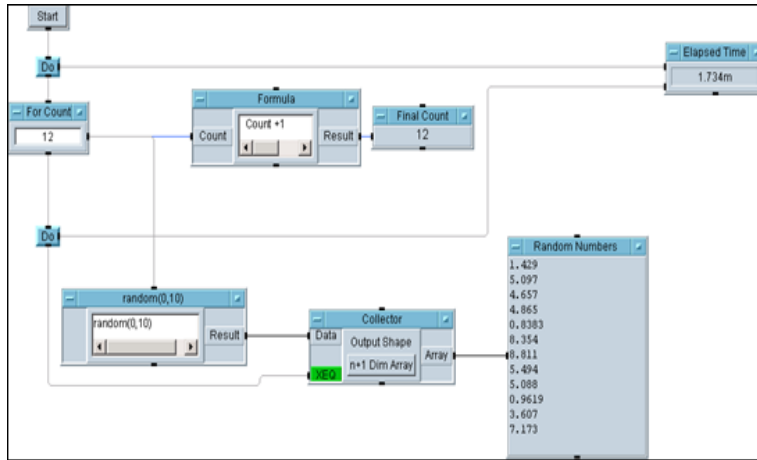 Start
Do
Elapsed Time
1.734m
For Count
12
Formula
Count
Count +1
Result
Final Count
12
Do
random(0,10)
random(0,10)
Result
Collector
Data
Output Shape
n+1 Dim Array
Array
XEQ
Random Numbers
1.429
5.097
4.657
4.865
0.8383
8.354
8.811
5.494
5.088
0.9619
3.607
7.173